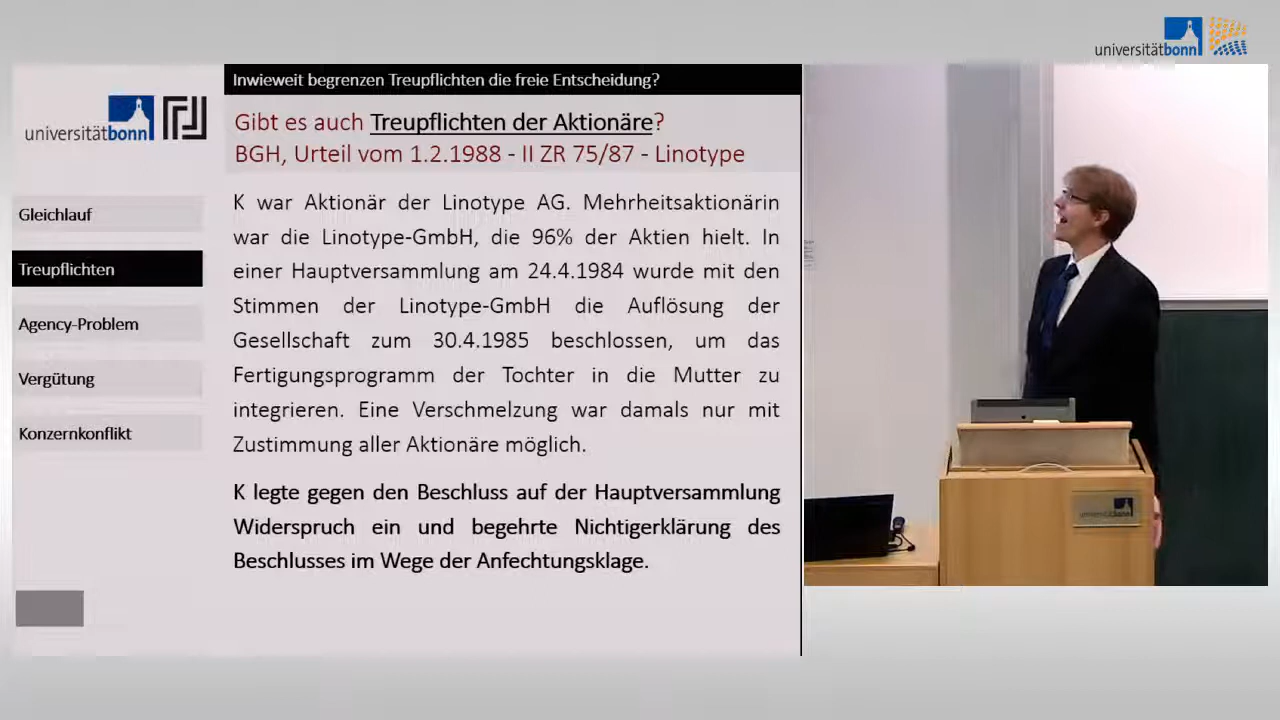 universitätbonn
universitätbonn
Inwieweit begrenzen Treupflichten die freie Entscheidung?
Gibt es auch Treupflichten der Aktionäre?
BGH, Urteil vom 1.2.1988 - II ZR 75/87 - Linotype
Gleichlauf
Treupflichten
Agency-Problem
Vergütung
Konzernkonflikt
K war Aktionär der Linotype AG. Mehrheitsaktionärin
war die Linotype-GmbH, die 96% der Aktien hielt. In
einer Hauptversammlung am 24.4.1984 wurde mit den
Stimmen der Linotype-GmbH die Auflösung der
Gesellschaft zum 30.4.1985 beschlossen, um das
Fertigungsprogramm der Tochter in die Mutter zu
integrieren. Eine Verschmelzung war damals nur mit
Zustimmung aller Aktionäre möglich.
K legte gegen den Beschluss auf der Hauptversammlung
Widerspruch ein und begehrte Nichtigerklärung des
Beschlusses im Wege der Anfechtungsklage.
universitätbonn